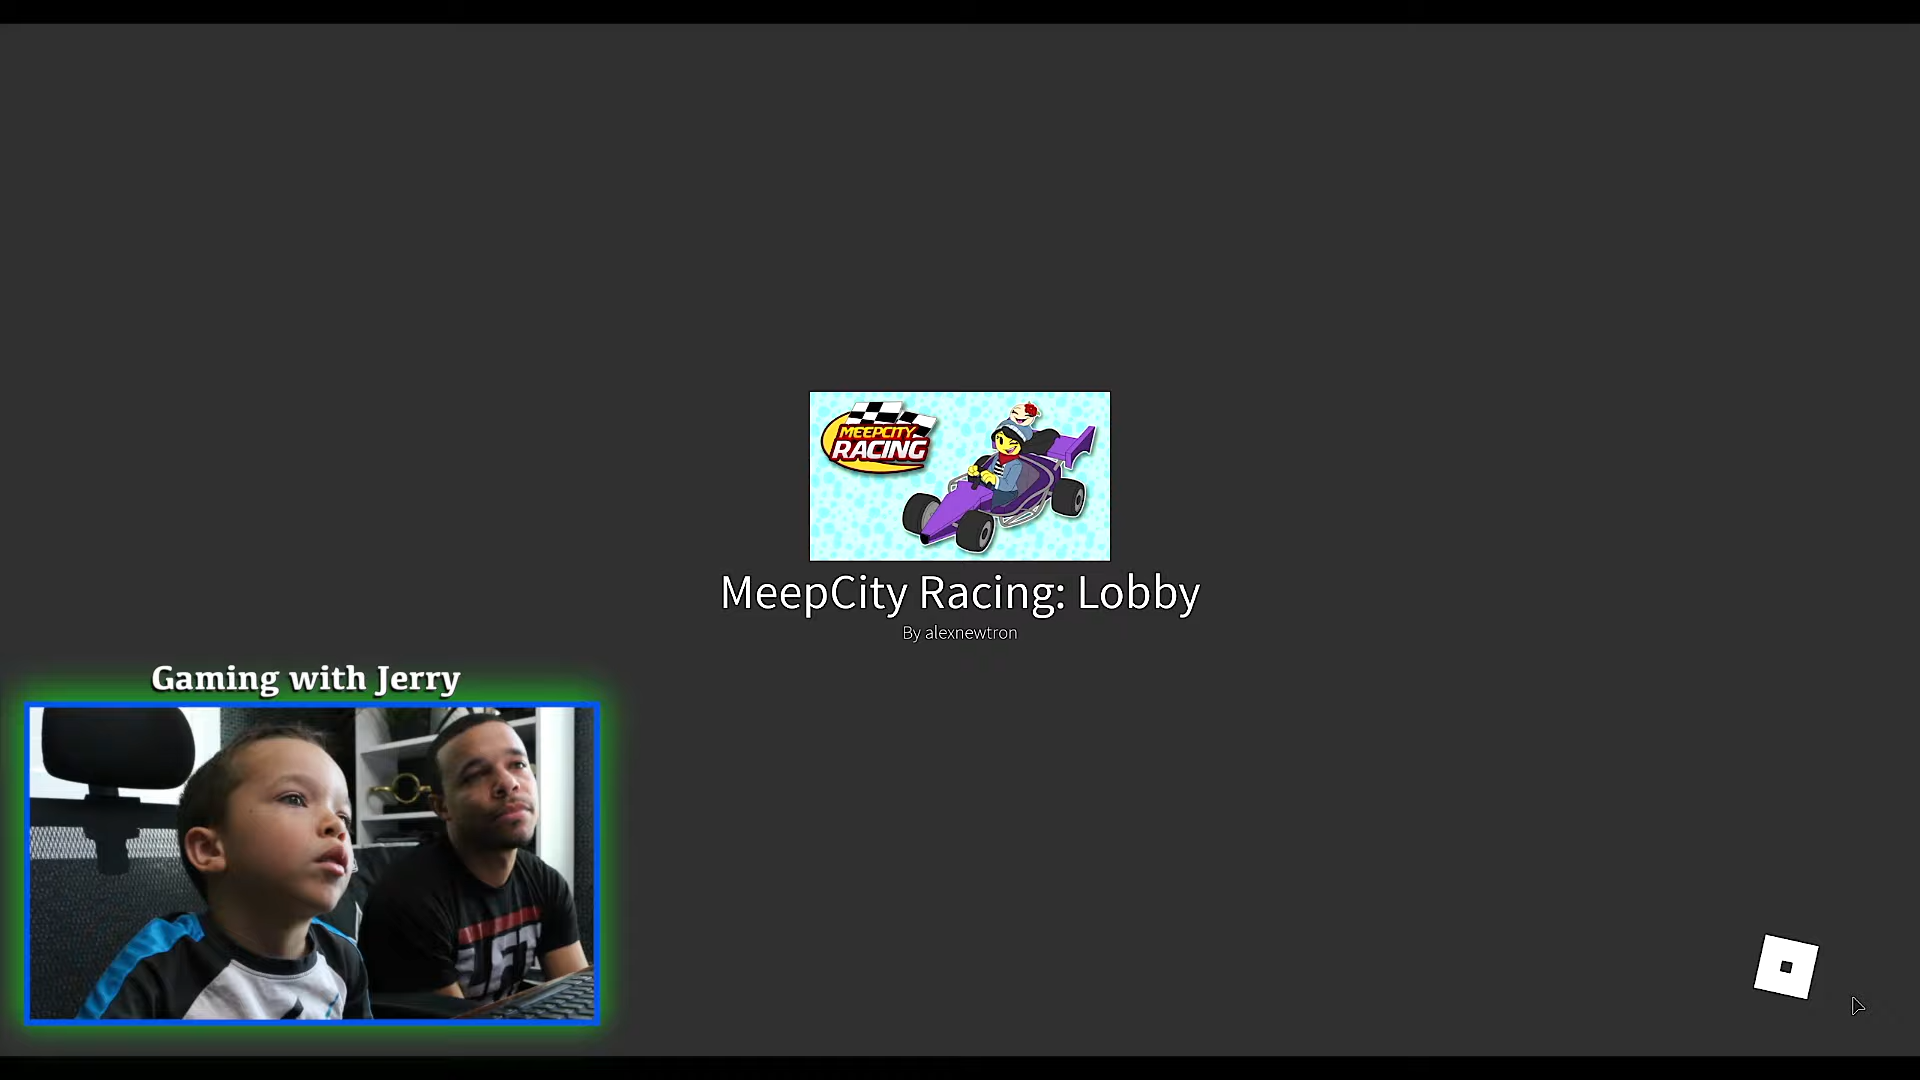 MEEPCITY
RACING
MeepCity Racing: Lobby
By alexnewtron
Gaming with Jerry